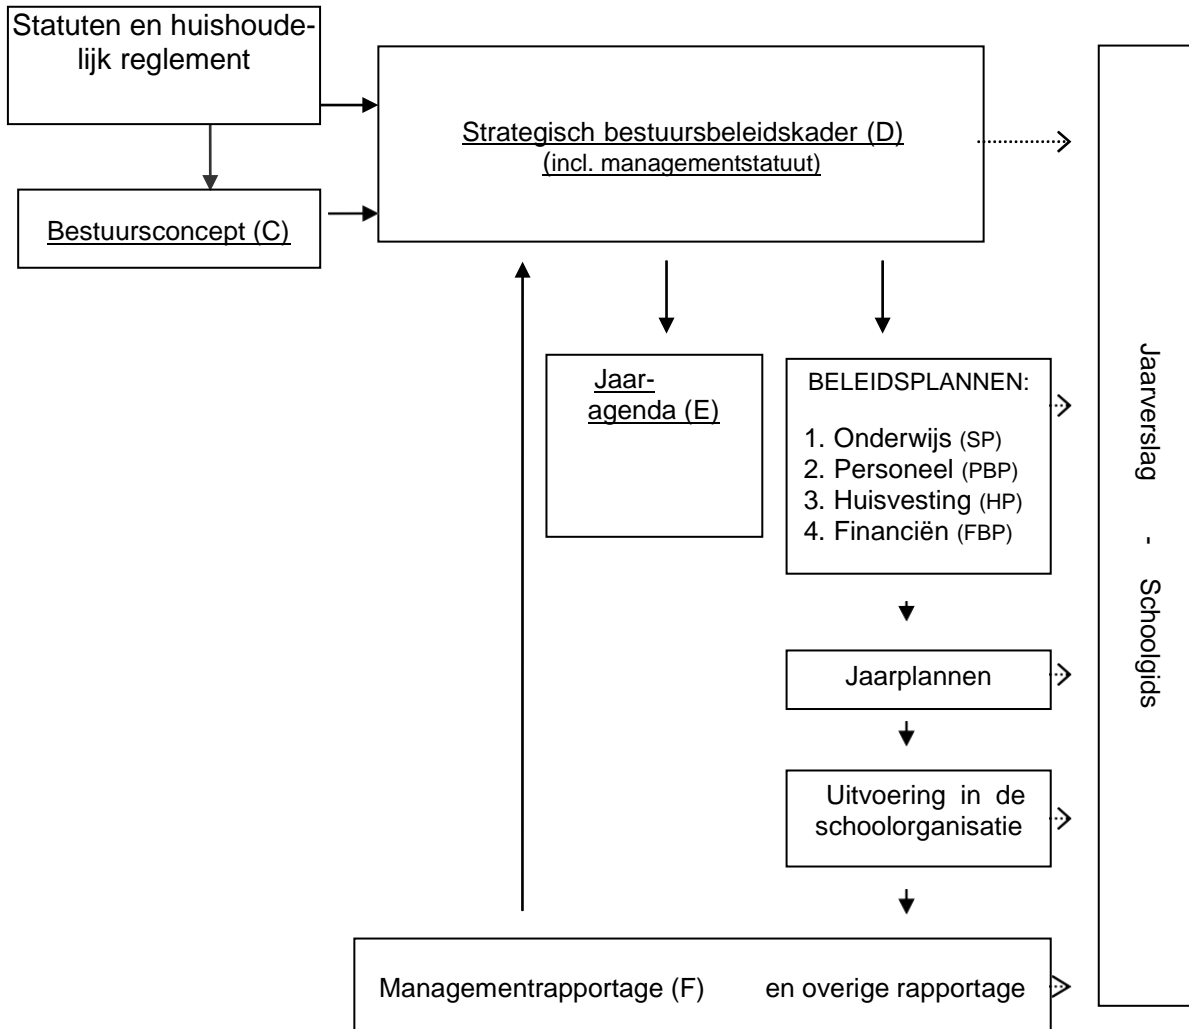 Statuten en huishoude-
lijk reglement
Strategisch bestuursbeleidskader (D)
(incl. managementstatuut)
Bestuursconcept (C)
Jaar-
agenda (E)
BELEIDSPLANNEN:
1. Onderwijs (SP)
2. Personeel (PBP)
3. Huisvesting (HP)
4. Financiën (FBP)
Jaarplannen
Uitvoering in de
schoolorganisatie
Managementrapportage (F) en overige rapportage
Jaarverslag - Schoolgids